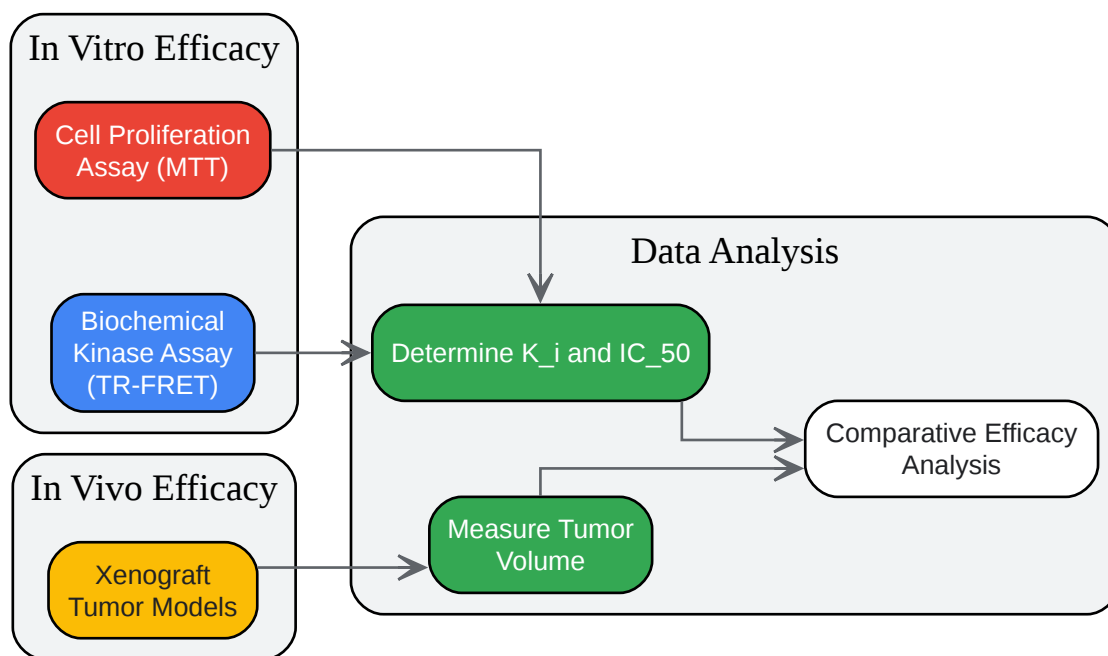 In Vitro Efficacy
Cell Proliferation
Assay (MTT)
Biochemical
Kinase Assay
(TR-FRET)
In Vivo Efficacy
Xenograft
Tumor Models
Data Analysis
Determine K_i and IC_50
Measure Tumor
Volume
Comparative Efficacy
Analysis